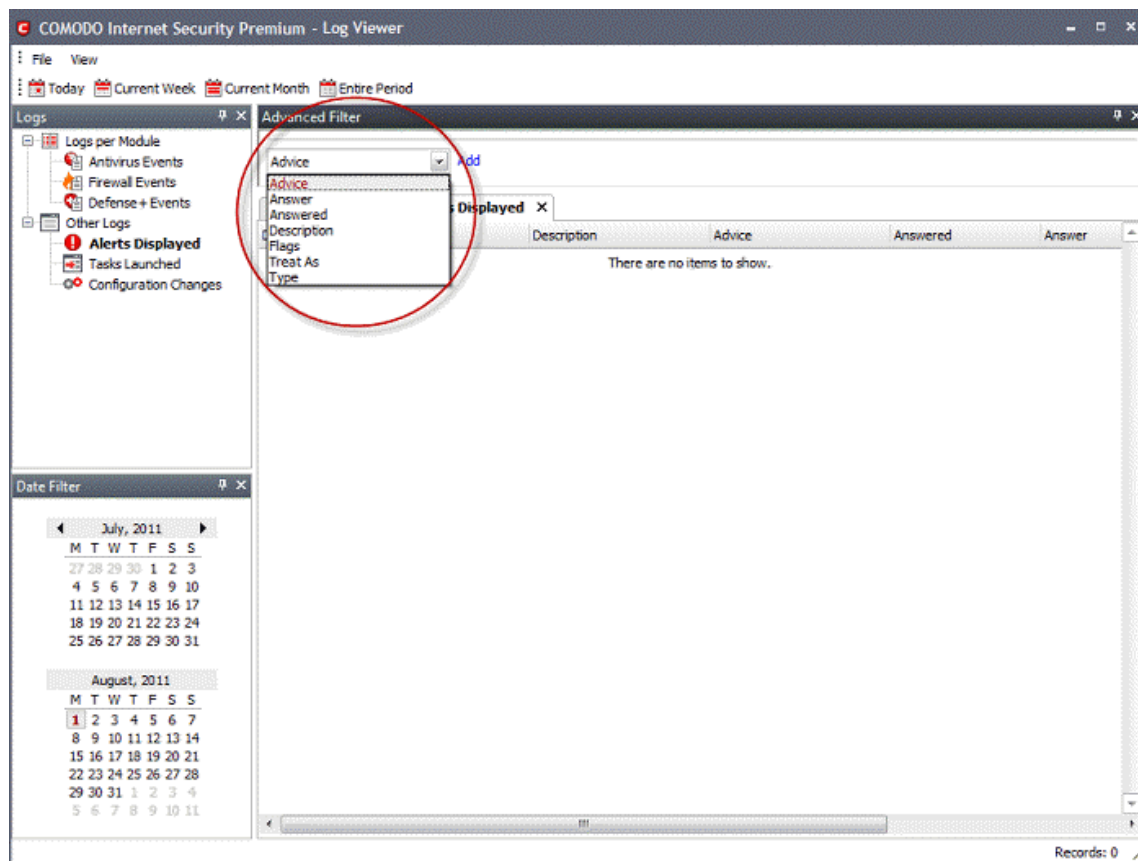 COMODO Internet Security Premium - Log Viewer
File View
Today Current Week Current Month Entire Period
Logs
Logs per Module
Antivirus Events
Firewall Events
Defense+ Events
Other Logs
Alerts Displayed
Tasks Launched
Configuration Changes
Advanced Filter
Advice Add
Advice
Answer
Answered
Description
Flags
Treat As
Type
Displayed
Description Advice Answered Answer
There are no items to show.
Date Filter
July, 2011
M T W T F S S
27 28 29 30 1 2 3
4 5 6 7 8 9 10
11 12 13 14 15 16 17
18 19 20 21 22 23 24
25 26 27 28 29 30 31
August, 2011
M T W T F S S
1 2 3 4 5 6 7
8 9 10 11 12 13 14
15 16 17 18 19 20 21
22 23 24 25 26 27 28
29 30 31 1 2 3 4
5 6 7 8 9 10 11
Records: 0